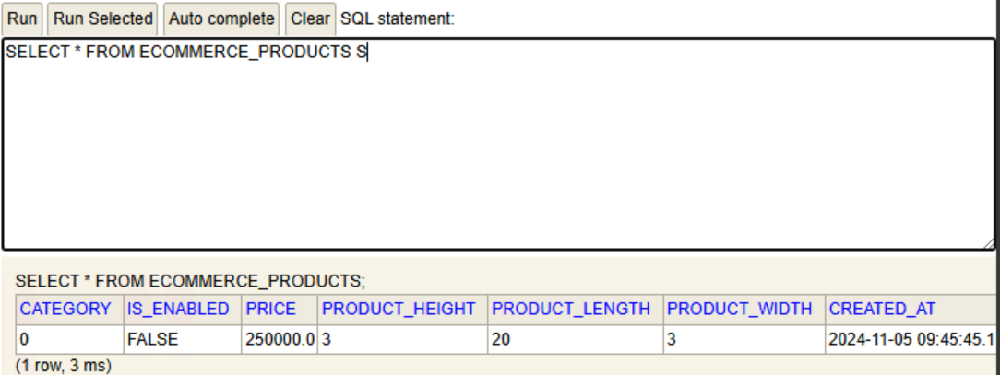 Run Run Selected Auto complete Clear SQL statement:
SELECT * FROM ECOMMERCE_PRODUCTS S
SELECT * FROM ECOMMERCE_PRODUCTS;
CATEGORY IS_ENABLED PRICE PRODUCT_HEIGHT PRODUCT_LENGTH PRODUCT_WIDTH CREATED_AT
0 FALSE 250000.0 3 20 3 2024-11-05 09:45:45.1
(1 row, 3 ms)